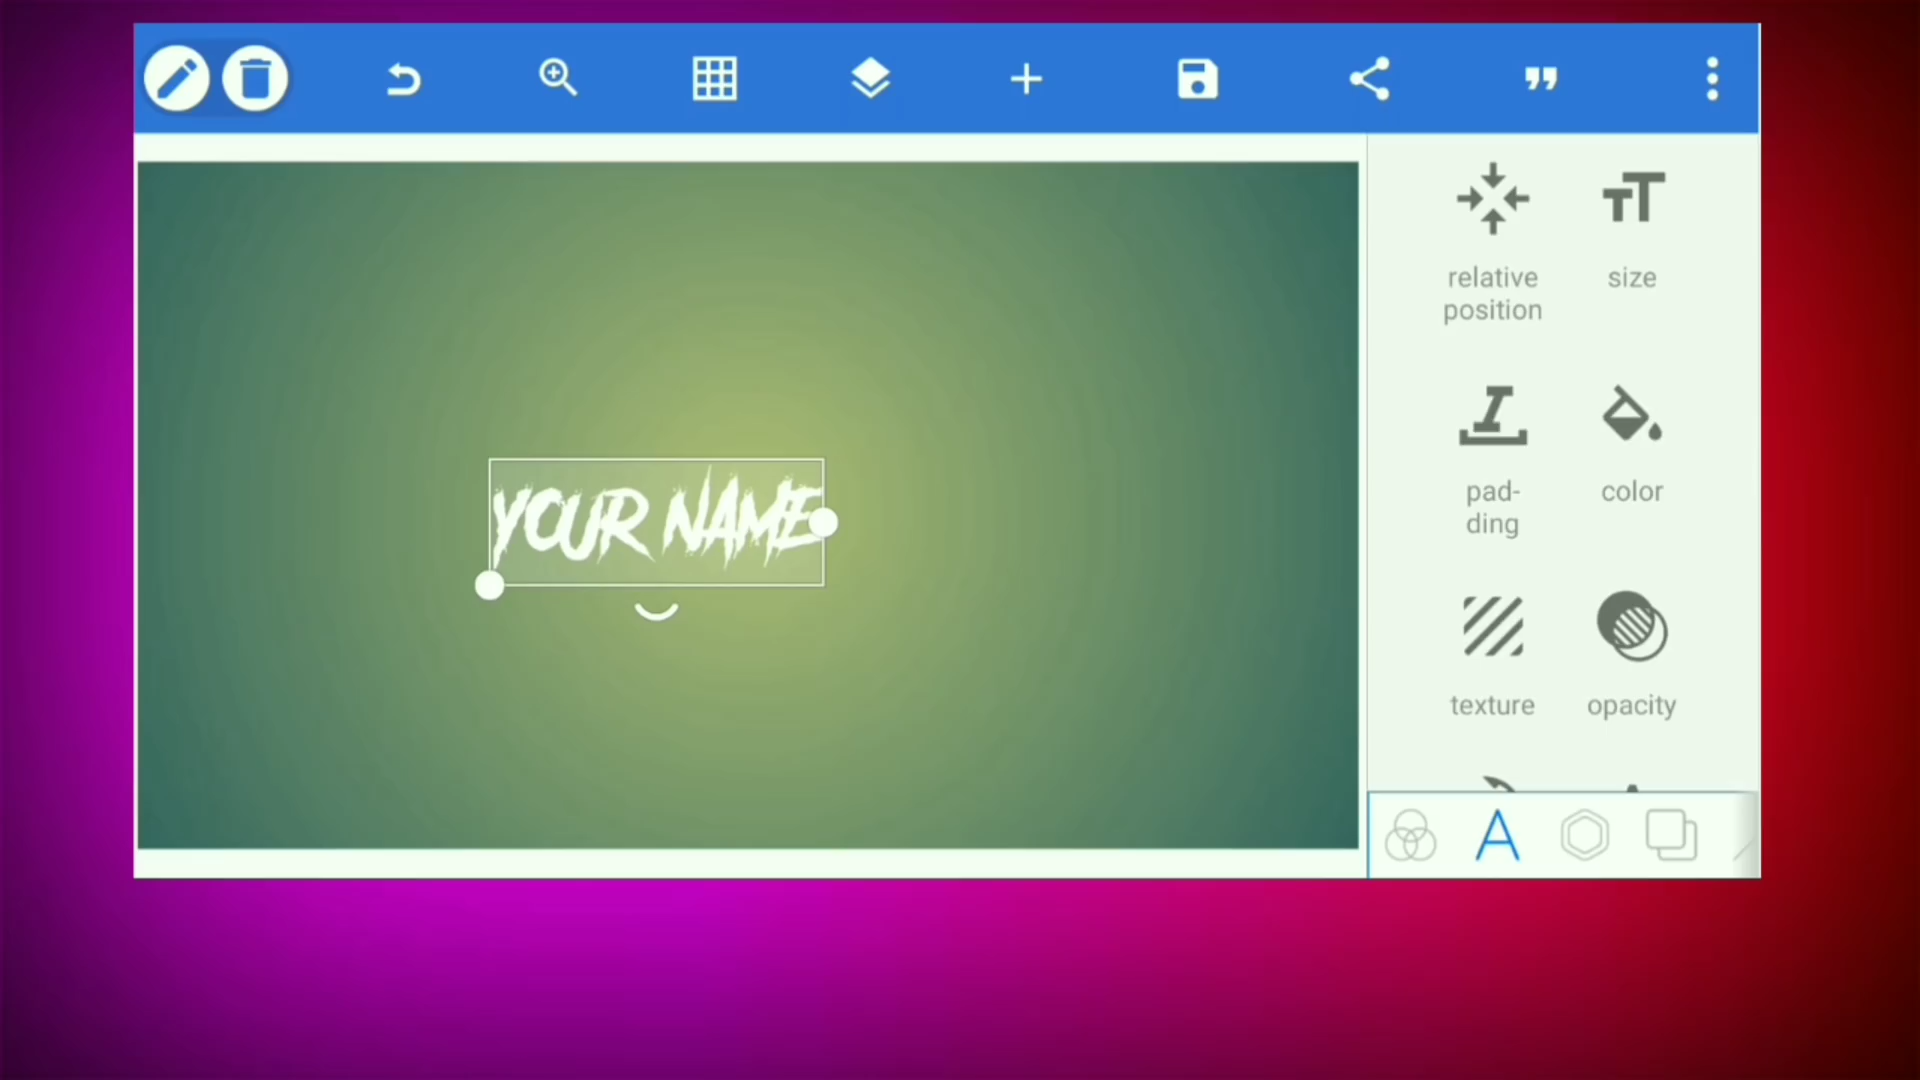 relative
position
size
pad-
ding
color
YOUR NAME
texture
opacity